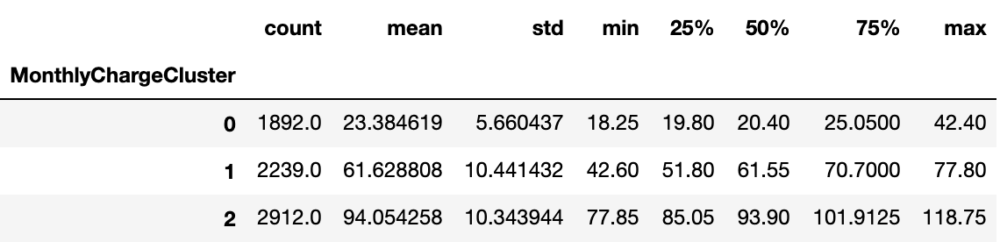 count mean std min 25% 50% 75% max
MonthlyChargeCluster
0 1892.0 23.384619 5.660437 18.25 19.80 20.40 25.0500 42.40
1 2239.0 61.628808 10.441432 42.60 51.80 61.55 70.7000 77.80
2 2912.0 94.054258 10.343944 77.85 85.05 93.90 101.9125 118.75